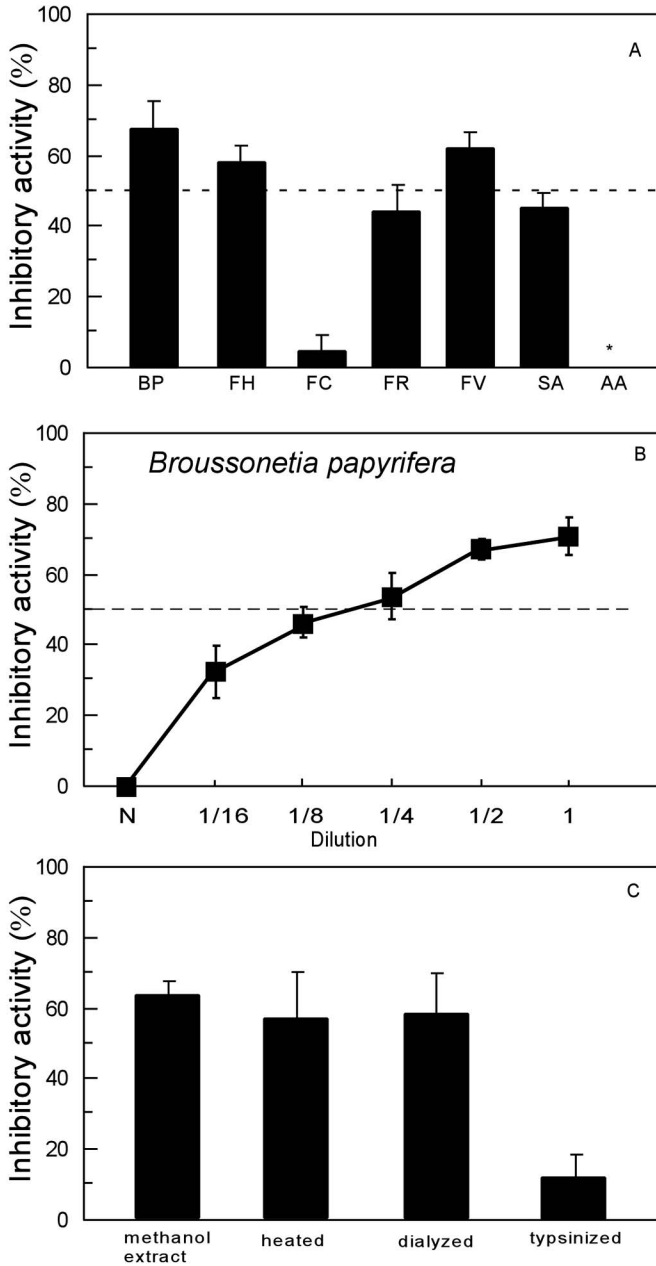 A
Inhibitory activity (%)
100
80
60
40
20
0
*
BP FH FC FR FV SA AA
B
Broussonetia papyrifera
Inhibitory activity (%)
100
80
60
40
20
0
N 1/16 1/8 1/4 1/2 1
Dilution
C
Inhibitory activity (%)
100
80
60
40
20
0
methanol heated dialyzed typsinized
extract